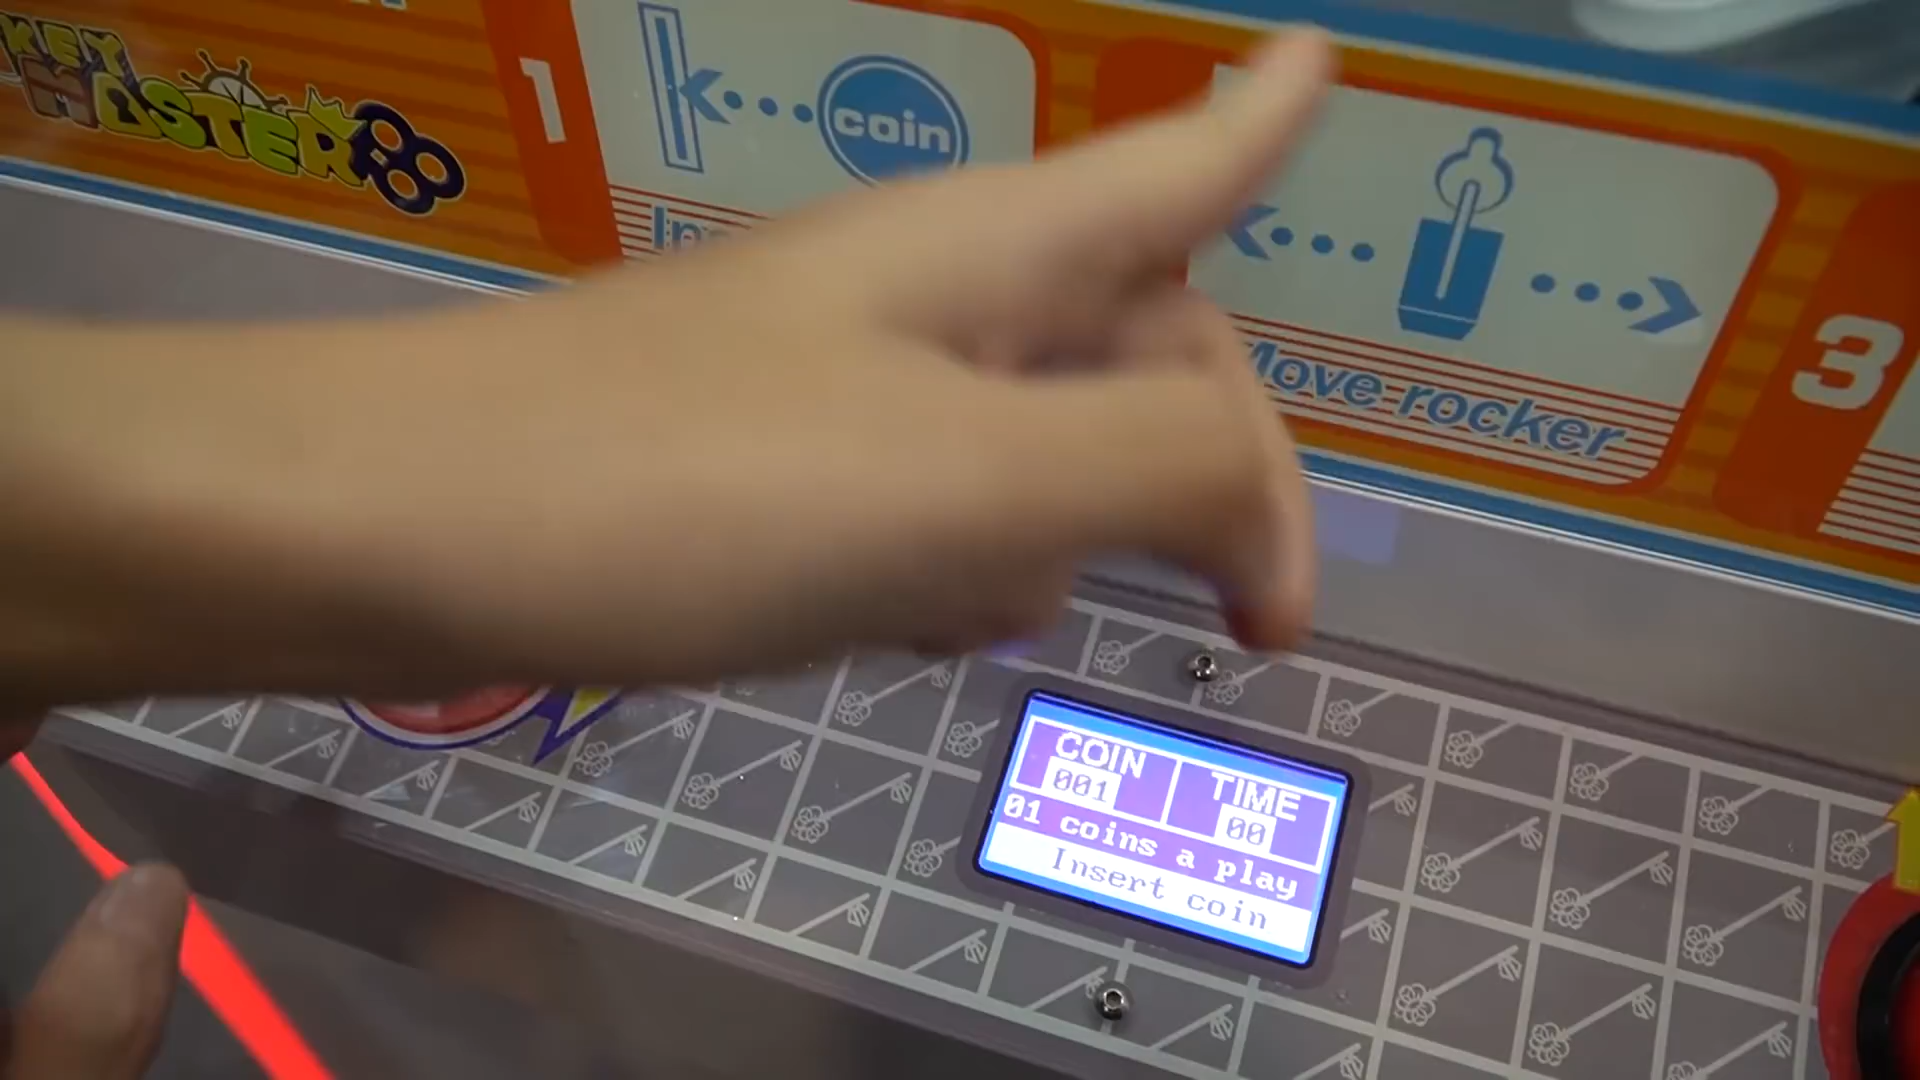 KEY
MASTER
1
coin
Move rocker
3
COIN
001
TIME
00
01 coins a play
Insert coin